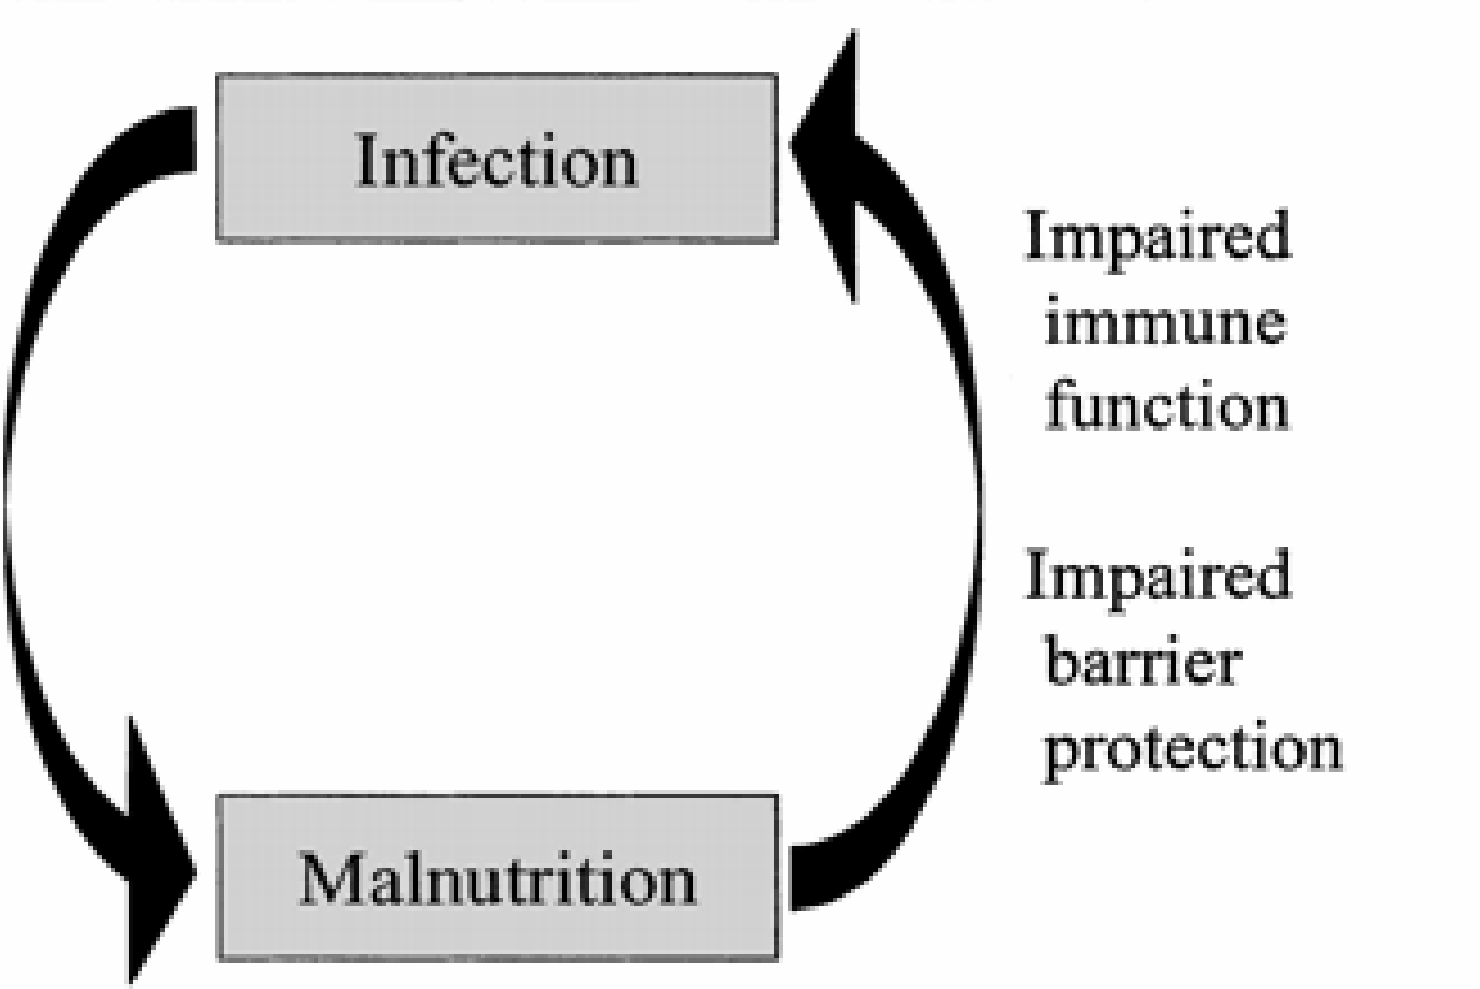 Infection
Impaired
immune
function
Impaired
barrier
protection
Malnutrition